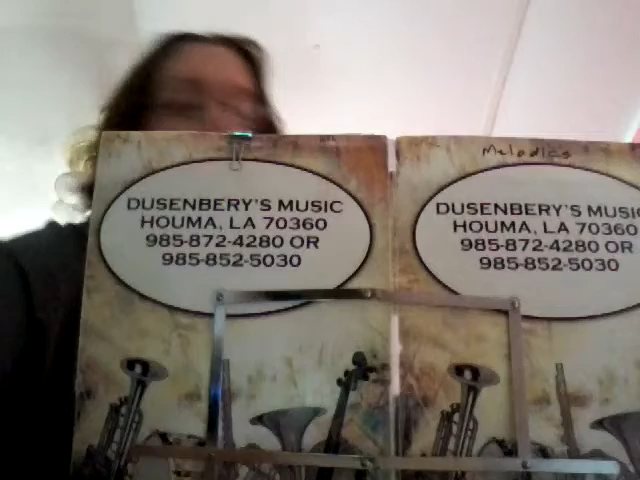 DUSENBERY'S MUSIC
HOUMA, LA 70360
985-872-4280 OR
985-852-5030
Melodies
DUSENBERY'S MUSIC
HOUMA, LA 70360
985-872-4280 OR
985-852-5030